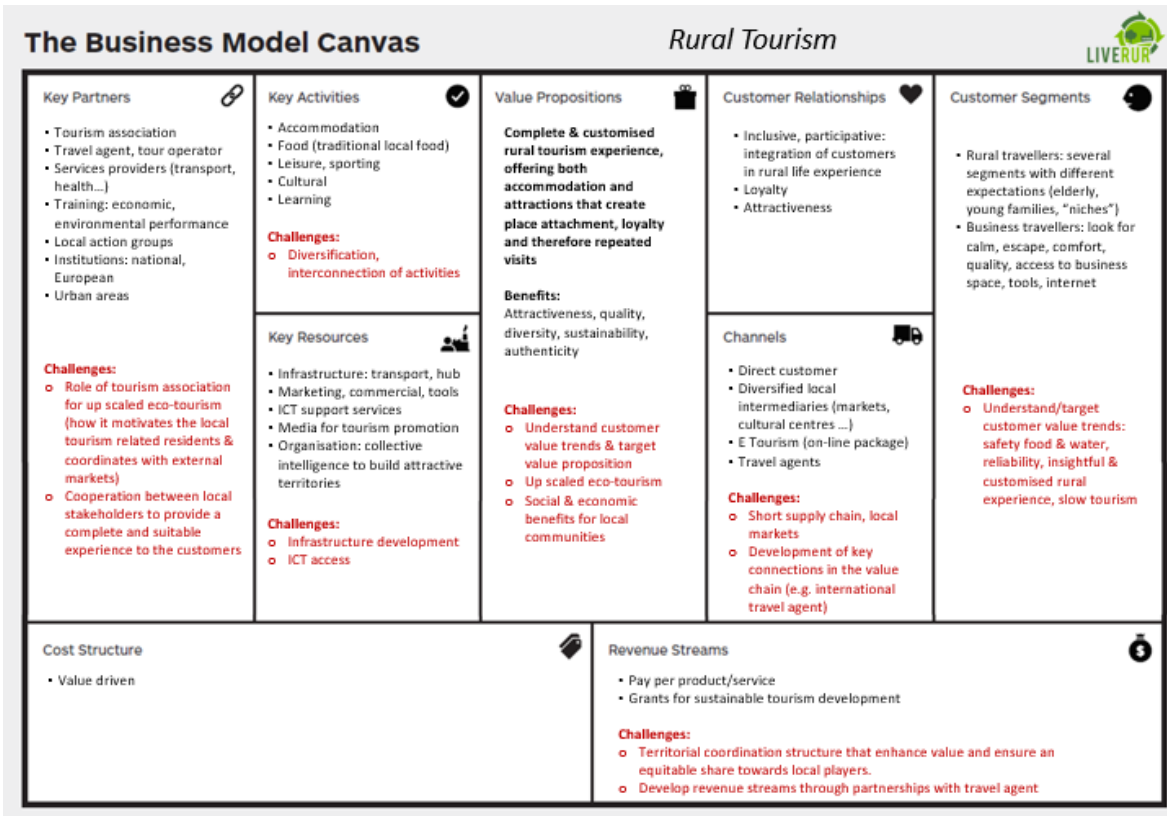 The Business Model Canvas
Rural Tourism
LIVERUR
Key Partners
▪ Tourism association
▪ Travel agent, tour operator
▪ Services providers (transport,
health…)
▪ Training: economic,
environmental performance
▪ Local action groups
▪ Institutions: national,
European
▪ Urban areas
Challenges:
o Role of tourism association
for up scaled eco-tourism
(how it motivates the local
tourism related residents &
coordinates with external
markets)
o Cooperation between local
stakeholders to provide a
complete and suitable
experience to the customers
Key Activities
▪ Accommodation
▪ Food (traditional local food)
▪ Leisure, sporting
▪ Cultural
▪ Learning
Challenges:
o Diversification,
interconnection of activities
Key Resources
▪ Infrastructure: transport, hub
▪ Marketing, commercial, tools
▪ ICT support services
▪ Media for tourism promotion
▪ Organisation: collective
intelligence to build attractive
territories
Challenges:
o Infrastructure development
o ICT access
Value Propositions
Complete & customised
rural tourism experience,
offering both
accommodation and
attractions that create
place attachment, loyalty
and therefore repeated
visits
Benefits:
Attractiveness, quality,
diversity, sustainability,
authenticity
Challenges:
o Understand customer
value trends & target
value proposition
o Up scaled eco-tourism
o Social & economic
benefits for local
communities
Customer Relationships
▪ Inclusive, participative:
integration of customers
in rural life experience
▪ Loyalty
▪ Attractiveness
Channels
▪ Direct customer
▪ Diversified local
intermediaries (markets,
cultural centres …)
▪ E Tourism (on-line package)
▪ Travel agents
Challenges:
o Short supply chain, local
markets
o Development of key
connections in the value
chain (e.g. international
travel agent)
Customer Segments
▪ Rural travellers: several
segments with different
expectations (elderly,
young families, "niches")
▪ Business travellers: look for
calm, escape, comfort,
quality, access to business
space, tools, internet
Challenges:
o Understand/target
customer value trends:
safety food & water,
reliability, insightful &
customised rural
experience, slow tourism
Cost Structure
▪ Value driven
Revenue Streams
▪ Pay per product/service
▪ Grants for sustainable tourism development
Challenges:
o Territorial coordination structure that enhance value and ensure an
equitable share towards local players.
o Develop revenue streams through partnerships with travel agent